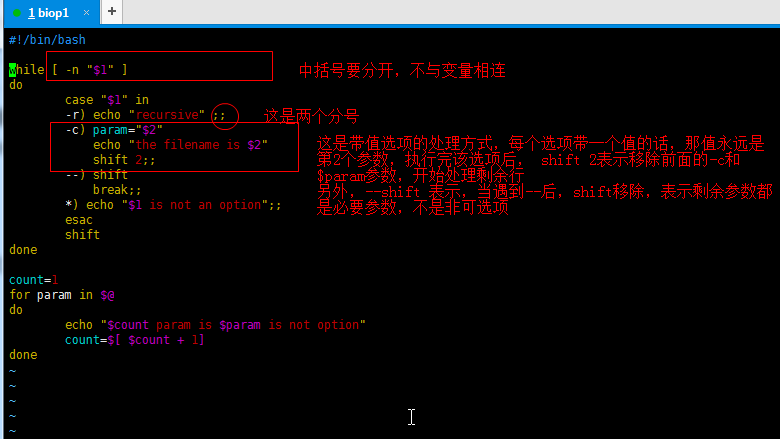 1 biop1
#!/bin/bash
while [ -n "$1" ]
中括号要分开，不与变量相连
do
case "$1" in
-r) echo "recursive" ;;
这是两个分号
-c) param="$2"
echo "the filename is $2"
shift 2;;
这是带值选项的处理方式，每个选项带一个值的话，那值永远是
第2个参数，执行完该选项后， shift 2表示移除前面的-c和
$param参数，开始处理剩余行
另外，--shift 表示，当遇到--后，shift移除，表示剩余参数都
是必要参数，不是非可选项
--) shift
break;;
*) echo "$1 is not an option";;
esac
shift
done
count=1
for param in $@
do
echo "$count param is $param is not option"
count=$[ $count + 1]
done
~
~
~
~
~